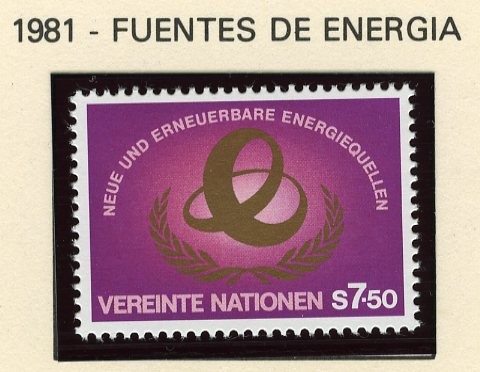 1981 - FUENTES DE ENERGIA
NEUE UND ERNEUERBARE ENERGIEQUELLEN
VEREINTE NATIONEN S7·50